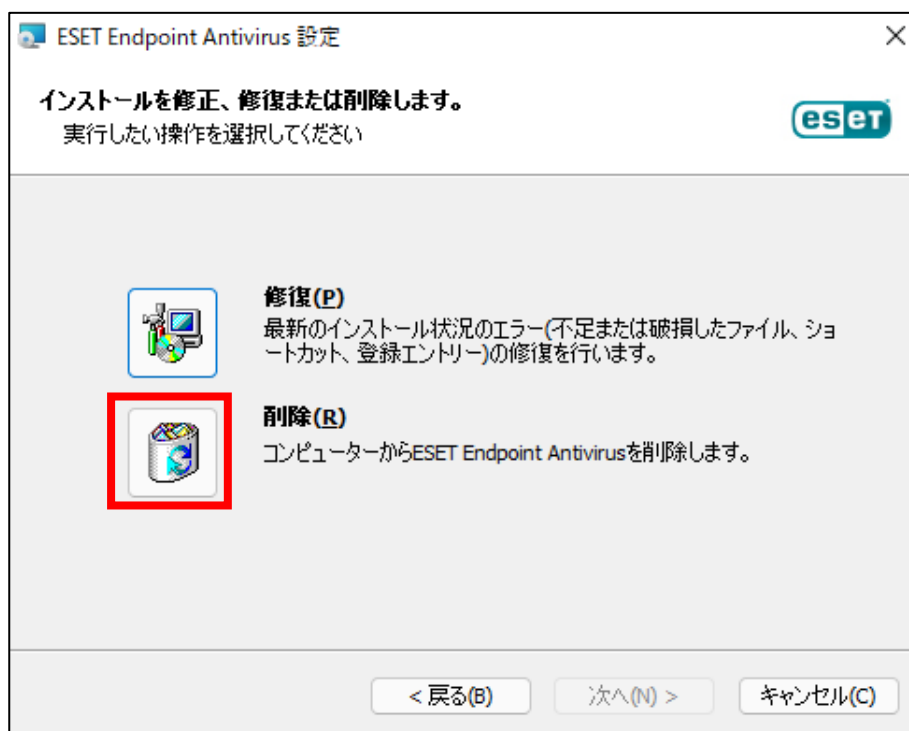 ESET Endpoint Antivirus 設定
インストールを修正、修復または削除します。
実行したい操作を選択してください
eseT
修復(P)
最新のインストール状況のエラー(不足または破損したファイル、ショ
ートカット、登録エントリー)の修復を行います。
削除(R)
コンピューターからESET Endpoint Antivirusを削除します。
< 戻る(B)
次へ(N) >
キャンセル(C)